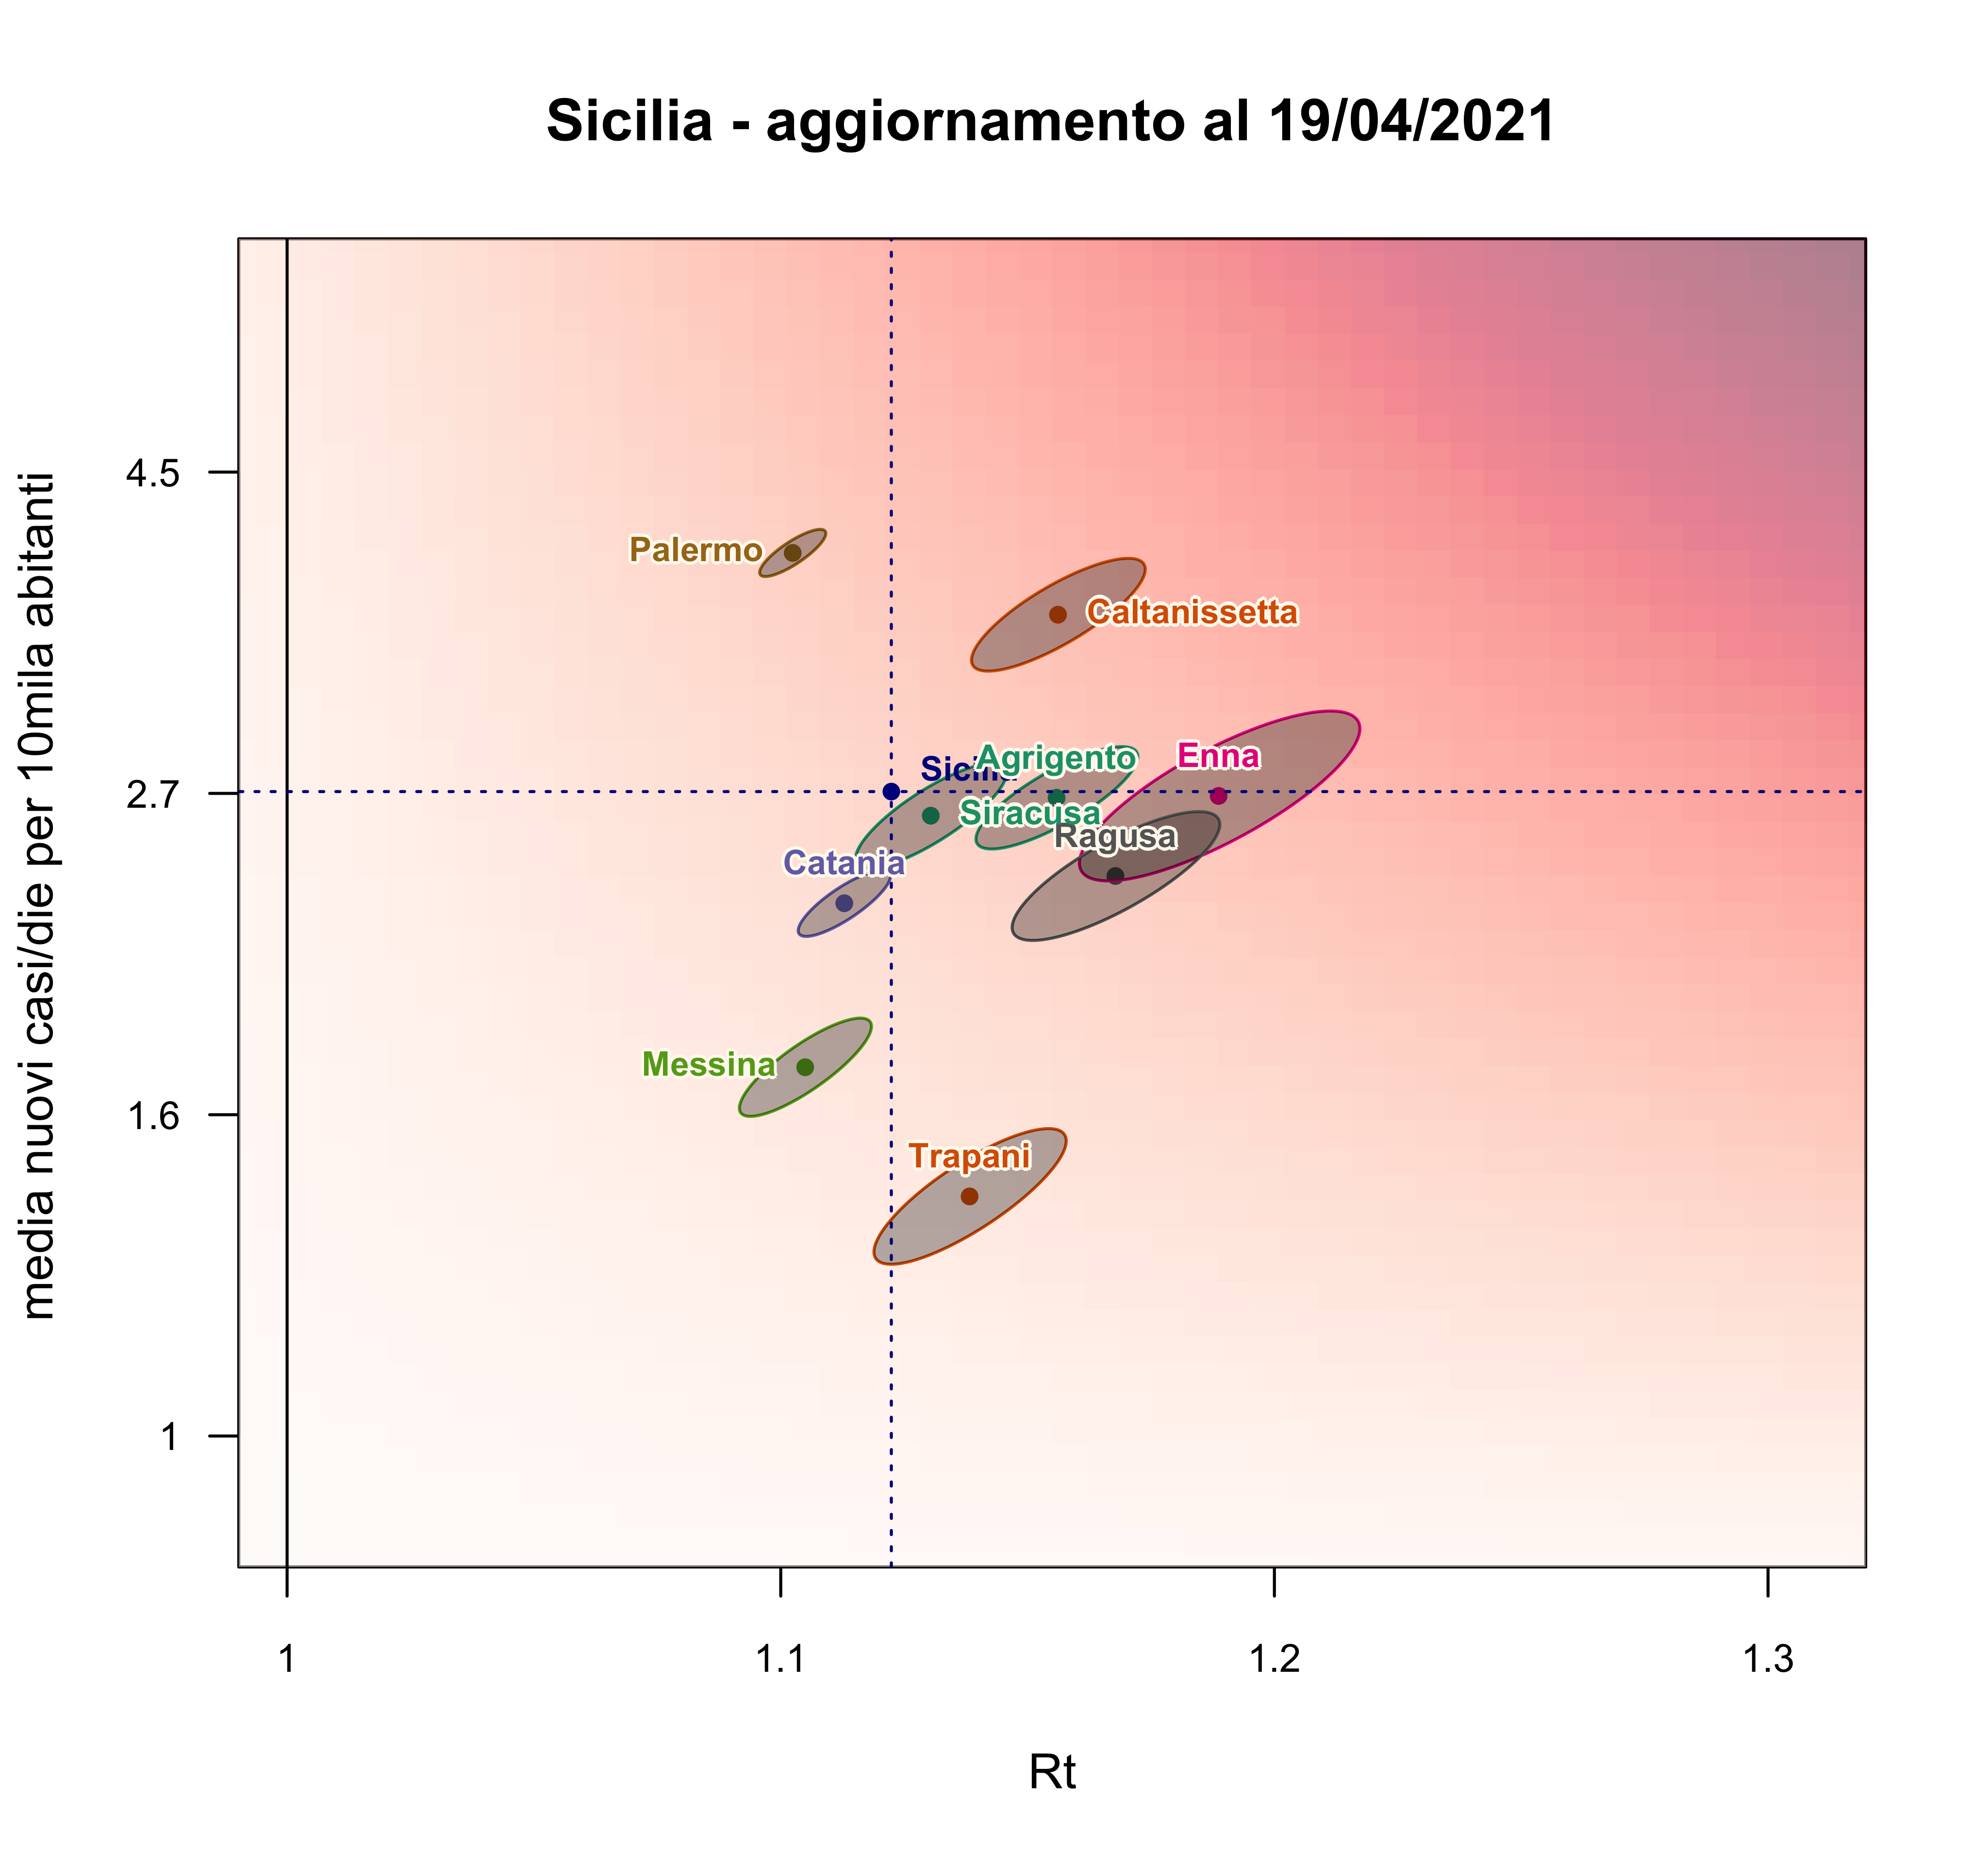 Sicilia - aggiornamento al 19/04/2021
media nuovi casi/die per 10mila abitanti
4.5
2.7
1.6
1
Palermo
Caltanissetta
Enna
Agrigento
Sicilia
Siracusa
Ragusa
Catania
Messina
Trapani
1
1.1
1.2
1.3
Rt